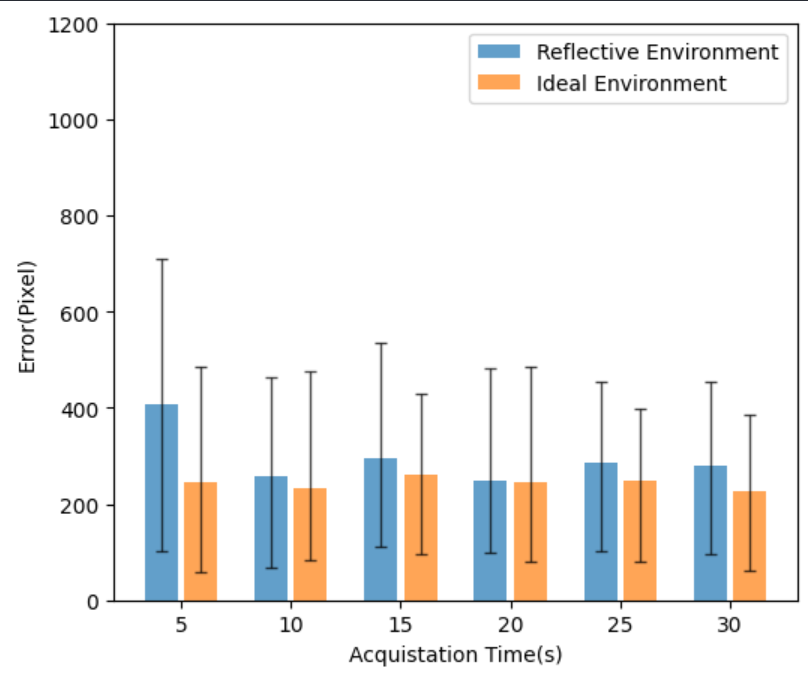 1200
1000
800
600
400
200
0
Error(Pixel)
Reflective Environment
Ideal Environment
5 10 15 20 25 30
Acquistation Time(s)